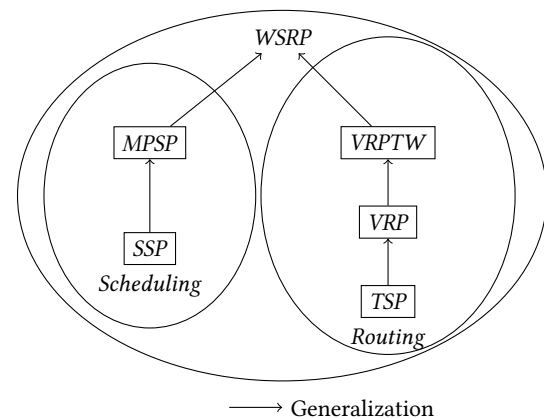 WSRP
MPSP
VRPTW
VRP
SSP
Scheduling
TSP
Routing
Generalization